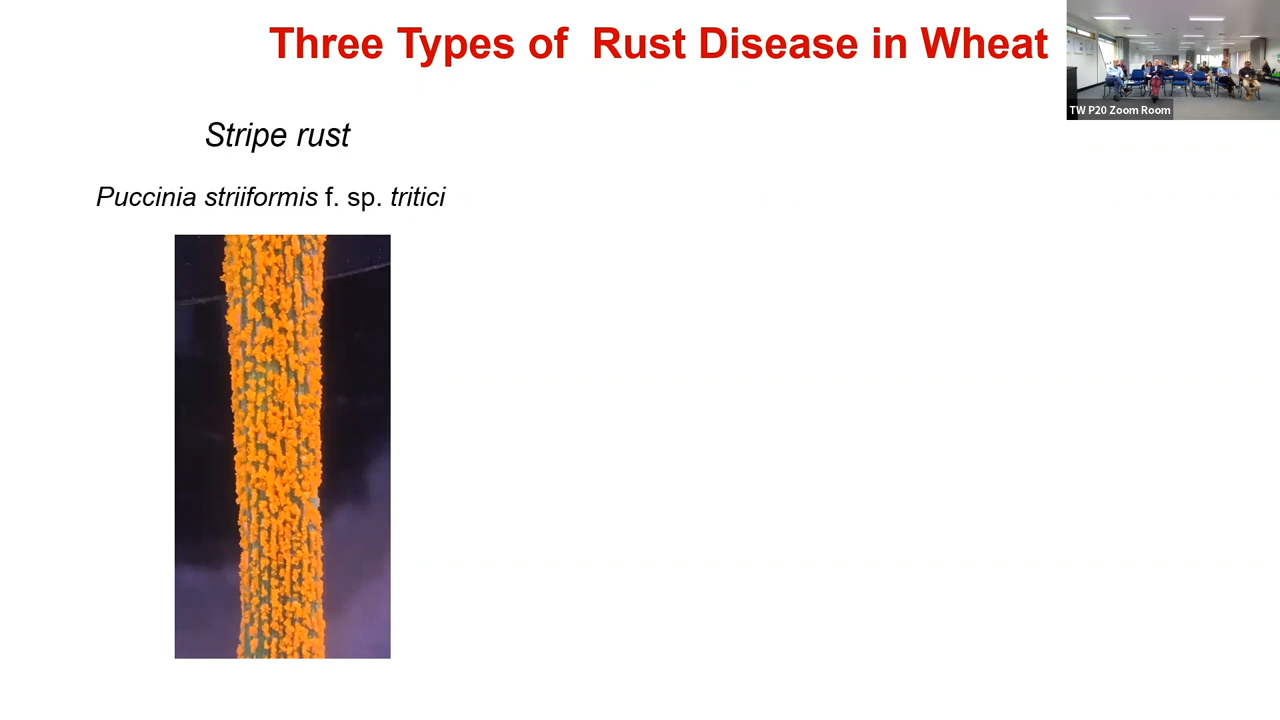 Three Types of  Rust Disease in Wheat
TW P20 Zoom Room
Stripe rust
Puccinia striiformis f. sp. tritici